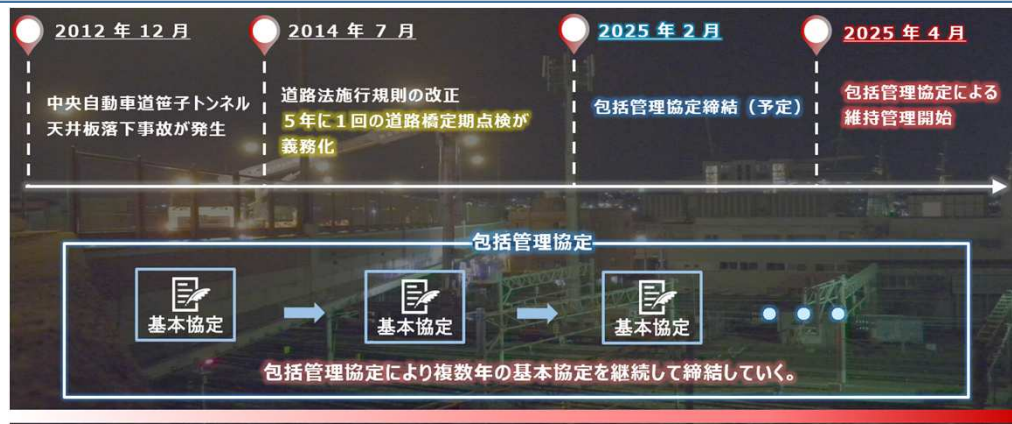 2012 年 12 月
2014 年 7 月
2025 年 2 月
2025 年 4 月
中央自動車道笹子トンネル
天井板落下事故が発生
道路法施行規則の改正
5年に1回の道路橋定期点検が
義務化
包括管理協定締結（予定）
包括管理協定による
維持管理開始
包括管理協定
基本協定
基本協定
基本協定
包括管理協定により複数年の基本協定を継続して締結していく。